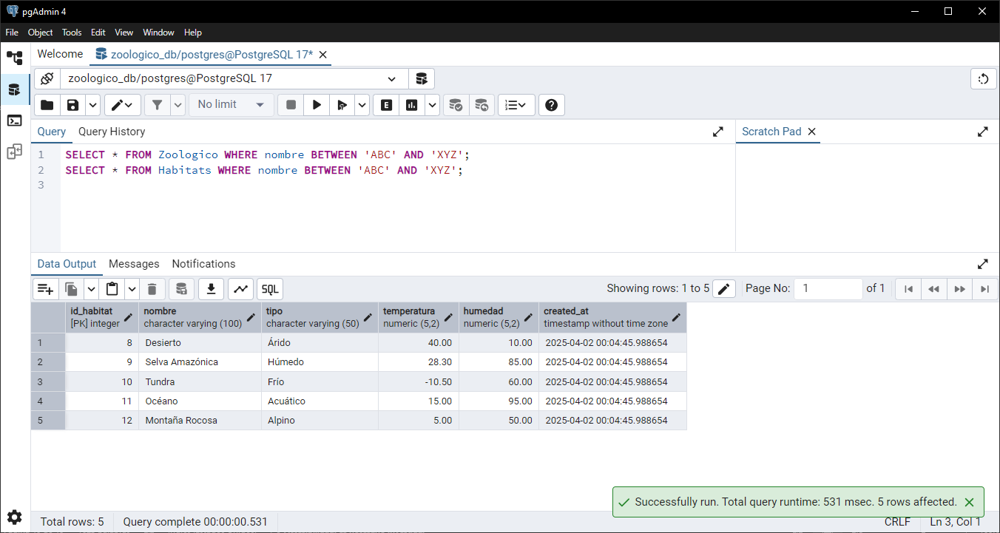 pgAdmin 4
File Object Tools Edit View Window Help
Welcome zoologico_db/postgres@PostgreSQL 17*
zoologico_db/postgres@PostgreSQL 17
No limit E
Query Query History Scratch Pad
1 SELECT * FROM Zoologico WHERE nombre BETWEEN 'ABC' AND 'XYZ';
2 SELECT * FROM Habitats WHERE nombre BETWEEN 'ABC' AND 'XYZ';
3
Data Output Messages Notifications
SQL Showing rows: 1 to 5 Page No: 1 of 1
id_habitat nombre tipo temperatura humedad created_at
[PK] integer character varying (100) character varying (50) numeric (5,2) numeric (5,2) timestamp without time zone
1 8 Desierto Árido 40.00 10.00 2025-04-02 00:04:45.988654
2 9 Selva Amazónica Húmedo 28.30 85.00 2025-04-02 00:04:45.988654
3 10 Tundra Frío -10.50 60.00 2025-04-02 00:04:45.988654
4 11 Océano Acuático 15.00 95.00 2025-04-02 00:04:45.988654
5 12 Montaña Rocosa Alpino 5.00 50.00 2025-04-02 00:04:45.988654
Successfully run. Total query runtime: 531 msec. 5 rows affected.
Total rows: 5 Query complete 00:00:00.531 CRLF Ln 3, Col 1